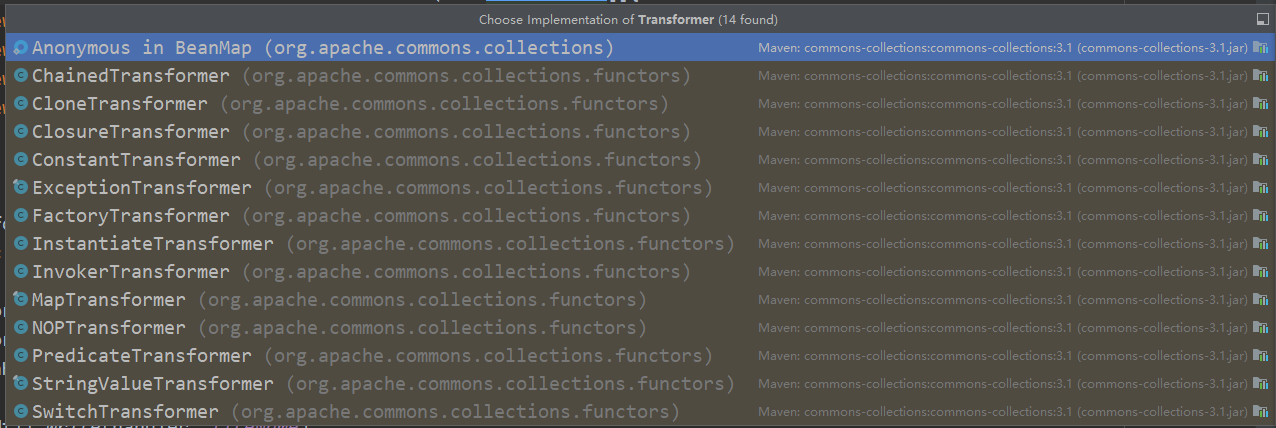 Choose Implementation of Transformer (14 found)
Anonymous in BeanMap (org.apache.commons.collections) Maven: commons-collections:commons-collections:3.1 (commons-collections-3.1.jar)
ChainedTransformer (org.apache.commons.collections.functors) Maven: commons-collections:commons-collections:3.1 (commons-collections-3.1.jar)
CloneTransformer (org.apache.commons.collections.functors) Maven: commons-collections:commons-collections:3.1 (commons-collections-3.1.jar)
ClosureTransformer (org.apache.commons.collections.functors) Maven: commons-collections:commons-collections:3.1 (commons-collections-3.1.jar)
ConstantTransformer (org.apache.commons.collections.functors) Maven: commons-collections:commons-collections:3.1 (commons-collections-3.1.jar)
ExceptionTransformer (org.apache.commons.collections.functors) Maven: commons-collections:commons-collections:3.1 (commons-collections-3.1.jar)
FactoryTransformer (org.apache.commons.collections.functors) Maven: commons-collections:commons-collections:3.1 (commons-collections-3.1.jar)
InstantiateTransformer (org.apache.commons.collections.functors) Maven: commons-collections:commons-collections:3.1 (commons-collections-3.1.jar)
InvokerTransformer (org.apache.commons.collections.functors) Maven: commons-collections:commons-collections:3.1 (commons-collections-3.1.jar)
MapTransformer (org.apache.commons.collections.functors) Maven: commons-collections:commons-collections:3.1 (commons-collections-3.1.jar)
NOPTransformer (org.apache.commons.collections.functors) Maven: commons-collections:commons-collections:3.1 (commons-collections-3.1.jar)
PredicateTransformer (org.apache.commons.collections.functors) Maven: commons-collections:commons-collections:3.1 (commons-collections-3.1.jar)
StringValueTransformer (org.apache.commons.collections.functors) Maven: commons-collections:commons-collections:3.1 (commons-collections-3.1.jar)
SwitchTransformer (org.apache.commons.collections.functors) Maven: commons-collections:commons-collections:3.1 (commons-collections-3.1.jar)